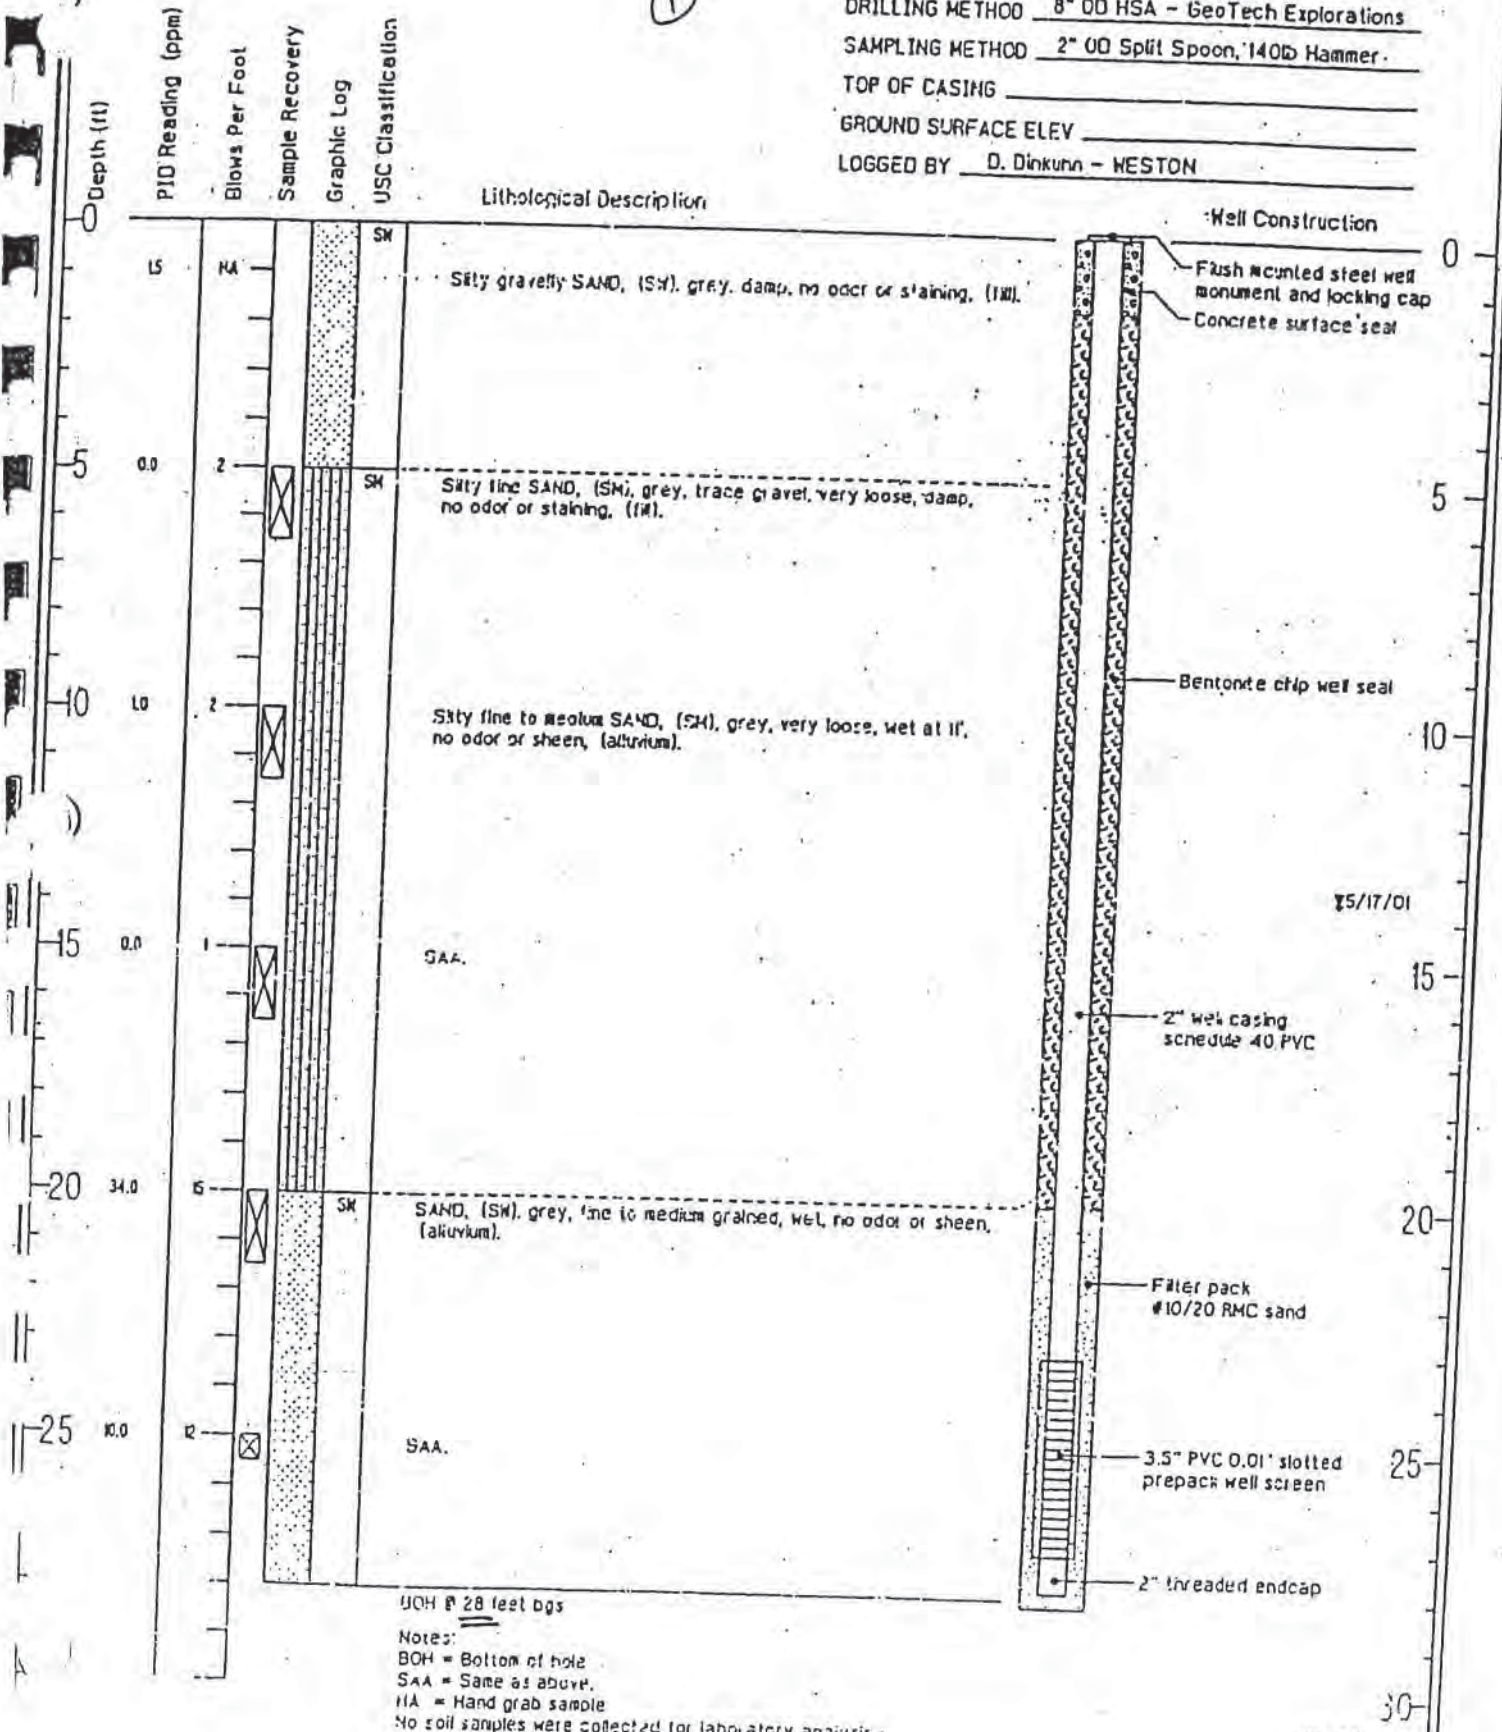 1
DRILLING METHOD 8" OD HSA - GeoTech Explorations
SAMPLING METHOD 2" OD Split Spoon, 140lb Hammer.
TOP OF CASING
GROUND SURFACE ELEV
LOGGED BY D. Dinkunn - WESTON
Depth (ft)
PID Reading (ppm)
Blows Per Foot
Sample Recovery
Graphic Log
USC Classification
Lithological Description
Well Construction
0
SW
0
1.5
HA
Silty gravelly SAND, (SW), grey, damp, no odor or staining, (fill).
Flush mounted steel well
monument and locking cap
Concrete surface seal
5
0.0
2
SM
Silty fine SAND, (SM), grey, trace gravel, very loose, damp,
no odor or staining, (fill).
5
Bentonite chip well seal
10
1.0
2
Silty fine to medium SAND, (SM), grey, very loose, wet at 11',
no odor or sheen, (alluvium).
10
5/17/01
15
0.0
1
SAA.
15
2" well casing
schedule 40 PVC
20
34.0
15
SW
SAND, (SW), grey, fine to medium grained, wet, no odor or sheen,
(alluvium).
20
Filter pack
#10/20 RMC sand
25
10.0
12
SAA.
3.5" PVC 0.01" slotted
prepack well screen
25
2" threaded endcap
BOH @ 28 feet bgs
Notes:
BOH = Bottom of hole
SAA = Same as above.
HA = Hand grab sample
No soil samples were collected for laboratory analysis.
30